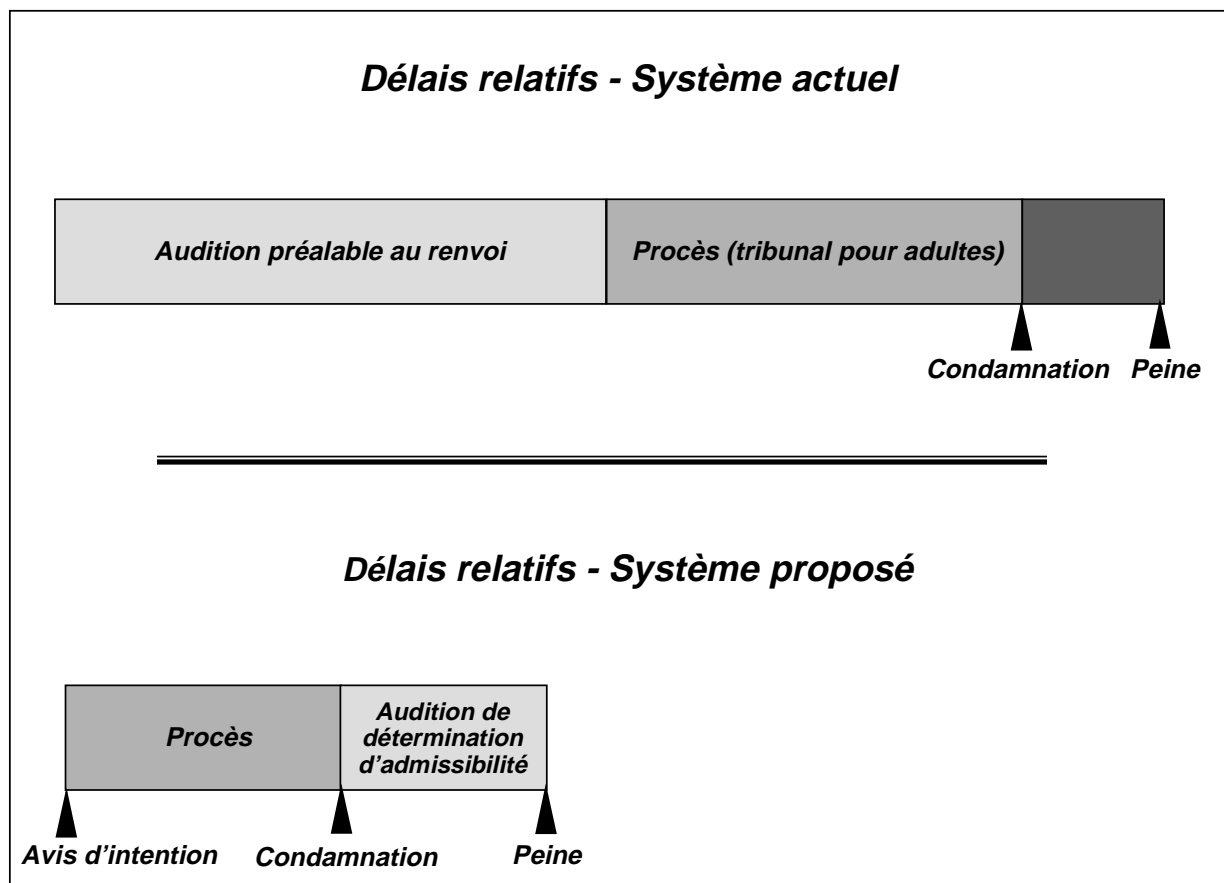 Délais relatifs - Système actuel
Audition préalable au renvoi
Procès (tribunal pour adultes)
Condamnation
Peine
Délais relatifs - Système proposé
Procès
Audition de
détermination
d'admissibilité
Avis d'intention
Condamnation
Peine